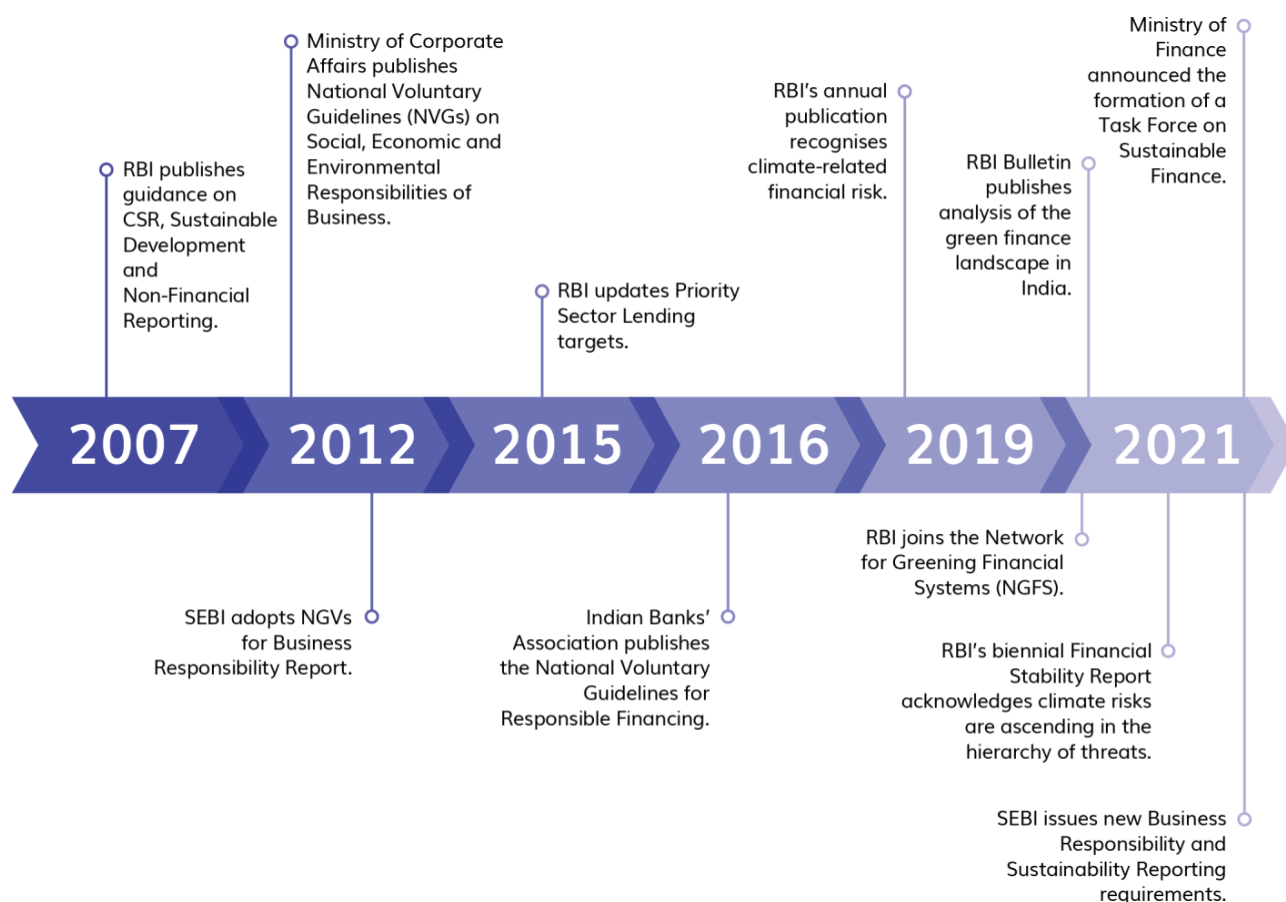 RBI publishes
guidance on
CSR, Sustainable
Development
and
Non-Financial
Reporting.
Ministry of Corporate
Affairs publishes
National Voluntary
Guidelines (NVGs) on
Social, Economic and
Environmental
Responsibilities of
Business.
RBI updates Priority
Sector Lending
targets.
RBI’s annual
publication
recognises
climate-related
financial risk.
RBI Bulletin
publishes
analysis of the
green finance
landscape in
India.
Ministry of
Finance
announced the
formation of a
Task Force on
Sustainable
Finance.
2007
2012
2015
2016
2019
2021
SEBI adopts NGVs
for Business
Responsibility Report.
Indian Banks’
Association publishes
the National Voluntary
Guidelines for
Responsible Financing.
RBI joins the Network
for Greening Financial
Systems (NGFS).
RBI’s biennial Financial
Stability Report
acknowledges climate risks
are ascending in the
hierarchy of threats.
SEBI issues new Business
Responsibility and
Sustainability Reporting
requirements.